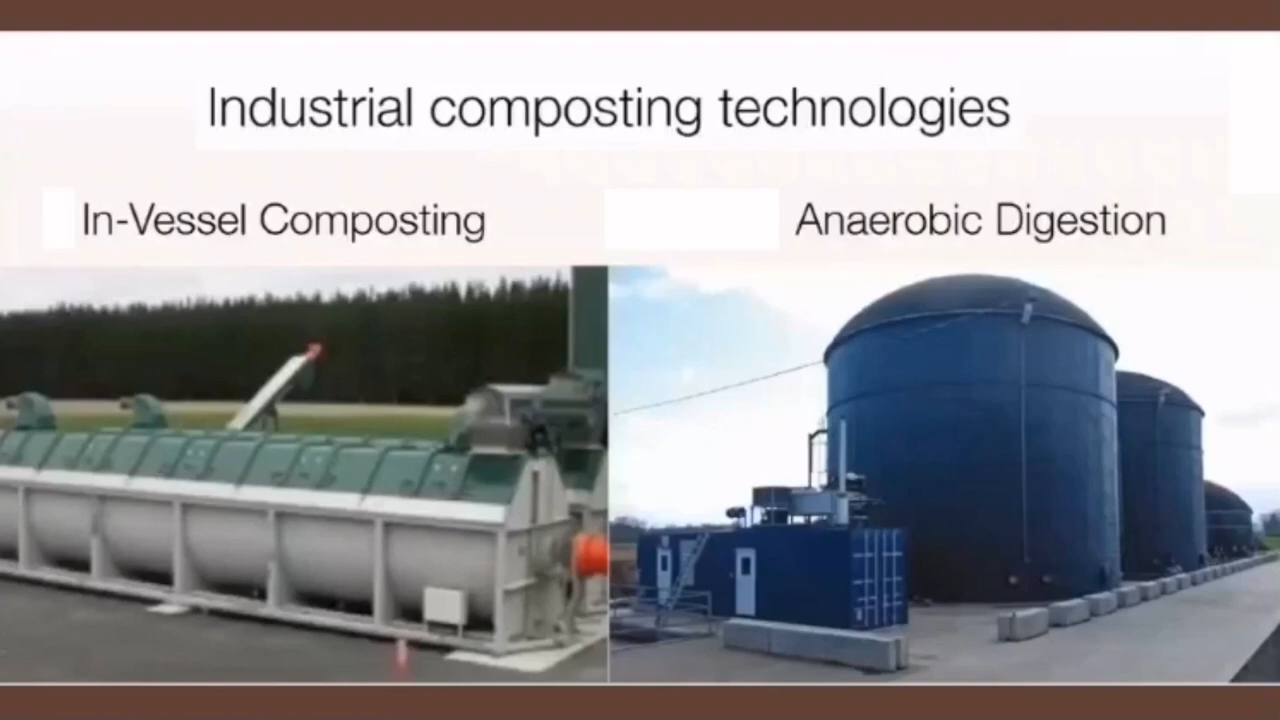 Industrial composting technologies
In-Vessel Composting
Anaerobic Digestion